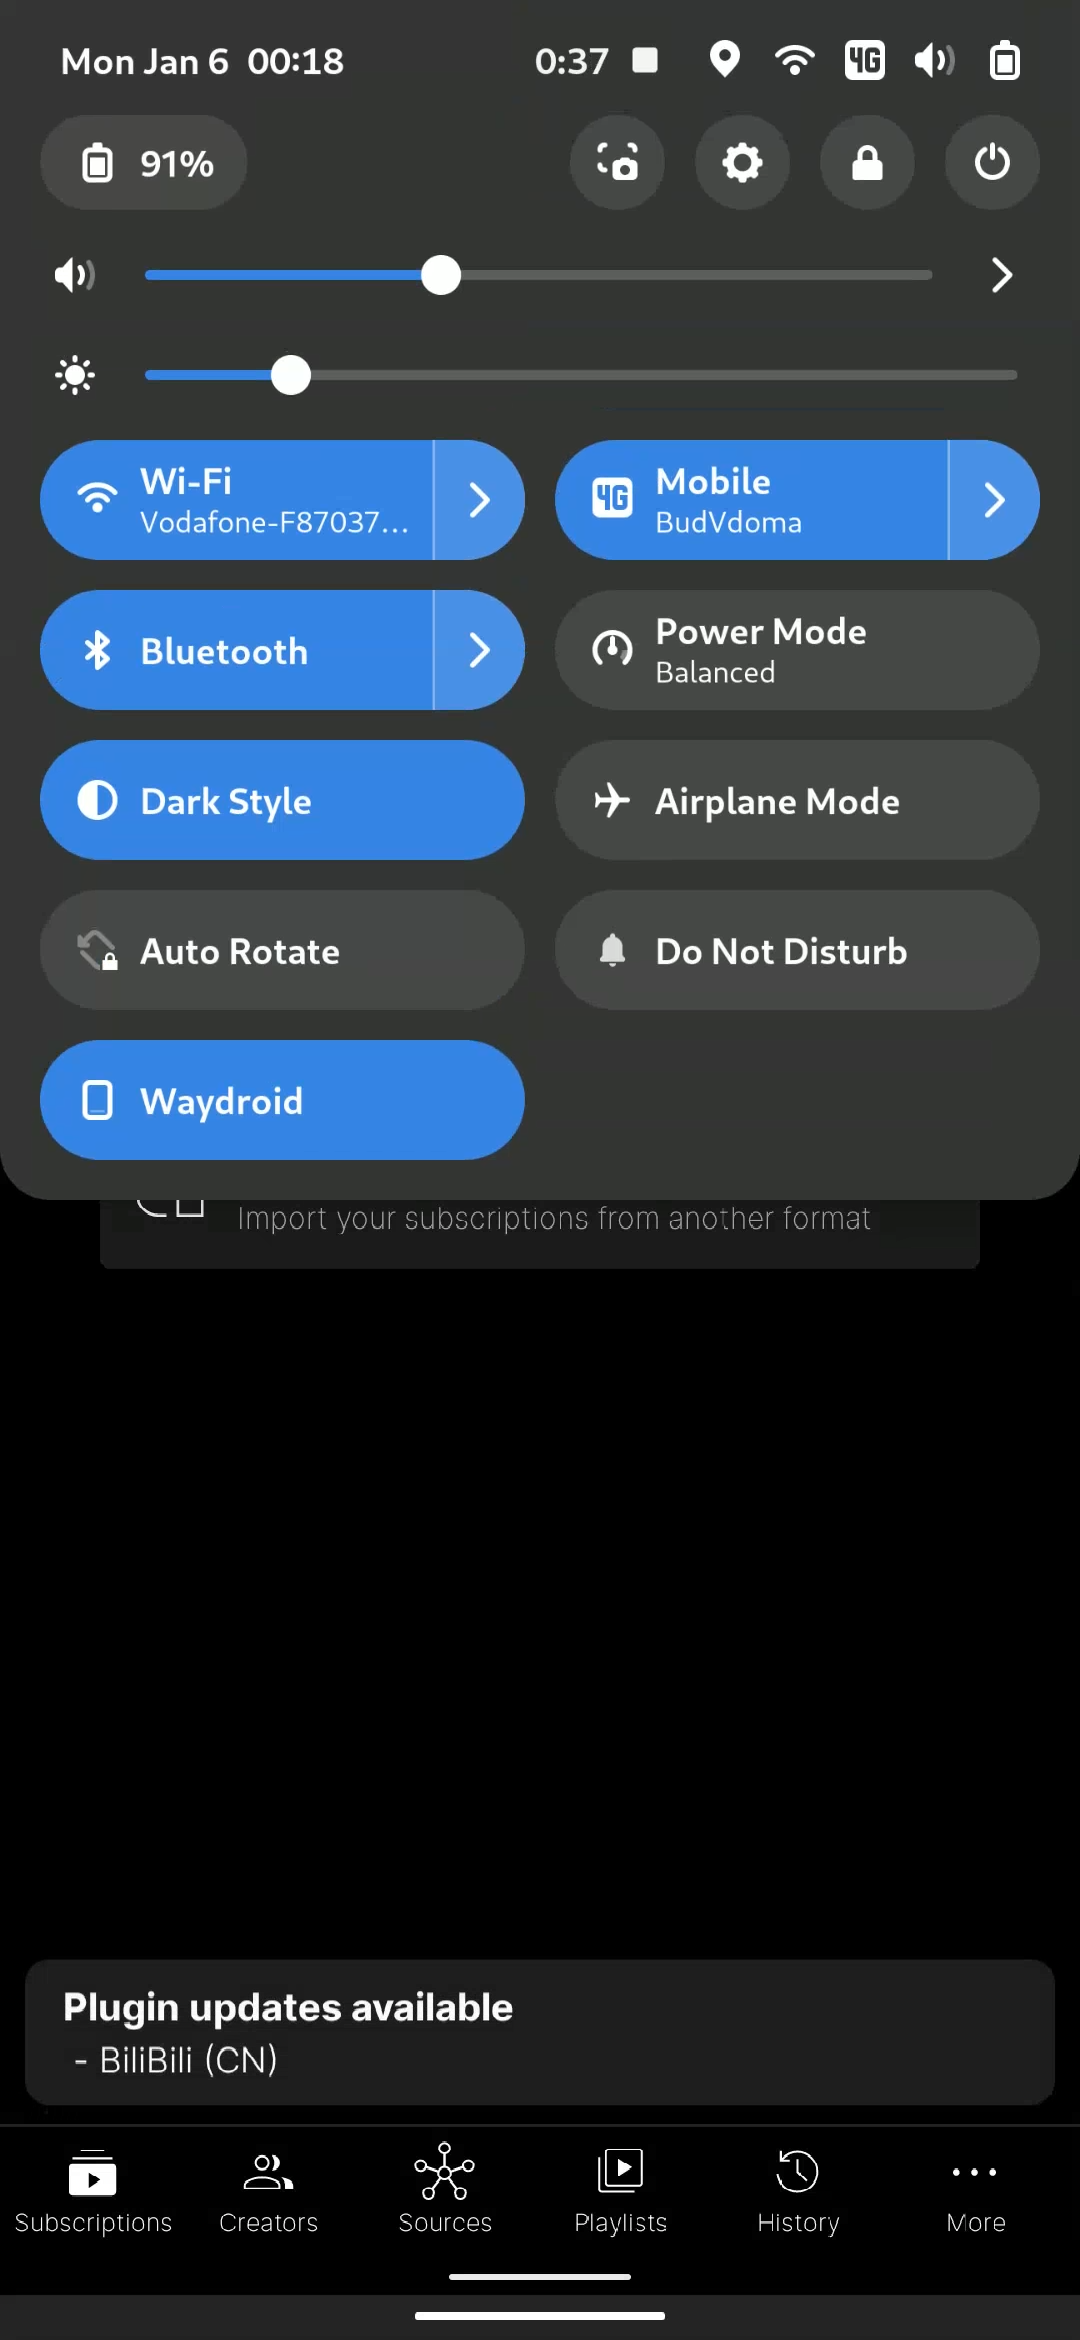 Mon Jan 6 00:18 0:37 4G
91%
Wi-Fi
Vodafone-F87037...
4G Mobile
BudVdoma
Bluetooth
Power Mode
Balanced
Dark Style
Airplane Mode
Auto Rotate
Do Not Disturb
Waydroid
Import your subscriptions from another format
Plugin updates available
- BiliBili (CN)
Subscriptions Creators Sources Playlists History More